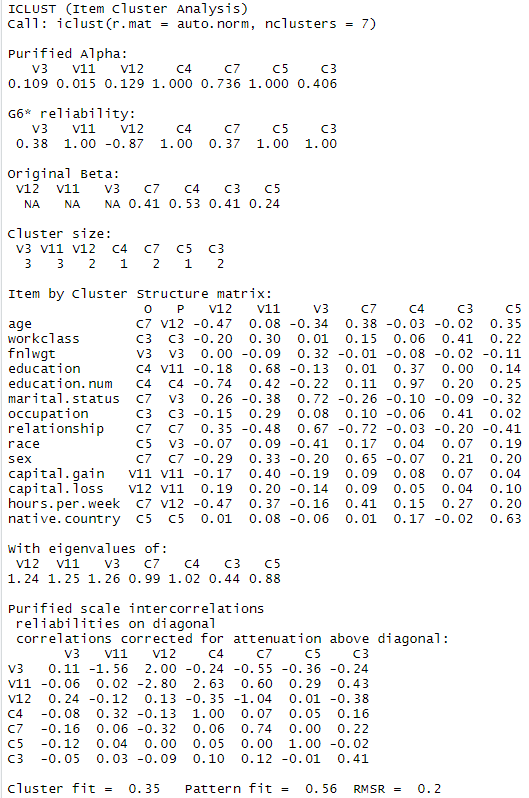 ICLUST (Item Cluster Analysis)
Call: iclust(r.mat = auto.norm, nclusters = 7)
Purified Alpha:
V3 V11 V12 C4 C7 C5 C3
0.109 0.015 0.129 1.000 0.736 1.000 0.406
G6* reliability:
V3 V11 V12 C4 C7 C5 C3
0.38 1.00 -0.87 1.00 0.37 1.00 1.00
Original Beta:
V12 V11 V3 C7 C4 C3 C5
NA NA NA 0.41 0.53 0.41 0.24
Cluster size:
V3 V11 V12 C4 C7 C5 C3
3 3 2 1 2 1 2
Item by Cluster Structure matrix:
O P V12 V11 V3 C7 C4 C3 C5
age C7 V12 -0.47 0.08 -0.34 0.38 -0.03 -0.02 0.35
workclass C3 C3 -0.20 0.30 0.01 0.15 0.06 0.41 0.22
fnlwgt V3 V3 0.00 -0.09 0.32 -0.01 -0.08 -0.02 -0.11
education C4 V11 -0.18 0.68 -0.13 0.01 0.37 0.00 0.14
education.num C4 C4 -0.74 0.42 -0.22 0.11 0.97 0.20 0.25
marital.status C7 V3 0.26 -0.38 0.72 -0.26 -0.10 -0.09 -0.32
occupation C3 C3 -0.15 0.29 0.08 0.10 -0.06 0.41 0.02
relationship C7 C7 0.35 -0.48 0.67 -0.72 -0.03 -0.20 -0.41
race C5 V3 -0.07 0.09 -0.41 0.17 0.04 0.07 0.19
sex C7 C7 -0.29 0.33 -0.20 0.65 -0.07 0.21 0.20
capital.gain V11 V11 -0.17 0.40 -0.19 0.09 0.08 0.07 0.04
capital.loss V12 V11 0.19 0.20 -0.14 0.09 0.05 0.04 0.10
hours.per.week C7 V12 -0.47 0.37 -0.16 0.41 0.15 0.27 0.20
native.country C5 C5 0.01 0.08 -0.06 0.01 0.17 -0.02 0.63
With eigenvalues of:
V12 V11 V3 C7 C4 C3 C5
1.24 1.25 1.26 0.99 1.02 0.44 0.88
Purified scale intercorrelations
reliabilities on diagonal
correlations corrected for attenuation above diagonal:
V3 V11 V12 C4 C7 C5 C3
V3 0.11 -1.56 2.00 -0.24 -0.55 -0.36 -0.24
V11 -0.06 0.02 -2.80 2.63 0.60 0.29 0.43
V12 0.24 -0.12 0.13 -0.35 -1.04 0.01 -0.38
C4 -0.08 0.32 -0.13 1.00 0.07 0.05 0.16
C7 -0.16 0.06 -0.32 0.06 0.74 0.00 0.22
C5 -0.12 0.04 0.00 0.05 0.00 1.00 -0.02
C3 -0.05 0.03 -0.09 0.10 0.12 -0.01 0.41
Cluster fit = 0.35 Pattern fit = 0.56 RMSR = 0.2